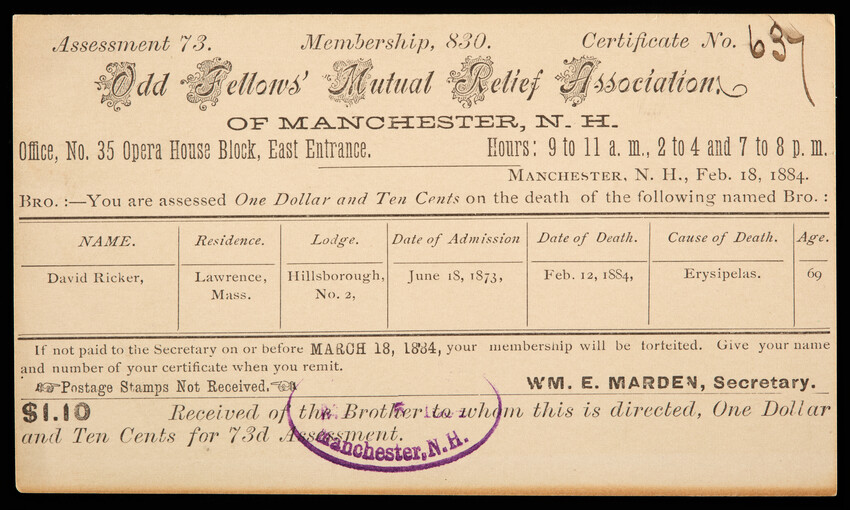 Assessment 73. Membership, 830. Certificate No. 637
Odd Fellows' Mutual Relief Association,
OF MANCHESTER, N. H.
Office, No. 35 Opera House Block, East Entrance. Hours: 9 to 11 a. m., 2 to 4 and 7 to 8 p. m.
MANCHESTER, N. H., Feb. 18, 1884.
BRO. :—You are assessed One Dollar and Ten Cents on the death of the following named Bro. :
NAME. Residence. Lodge. Date of Admission Date of Death. Cause of Death. Age.
David Ricker, Lawrence, Hillsborough, June 18, 1873, Feb. 12, 1884, Erysipelas. 69
Mass. No. 2,
If not paid to the Secretary on or before MARCH 18, 1884, your membership will be forfeited. Give your name
and number of your certificate when you remit.
☞Postage Stamps Not Received.☜ WM. E. MARDEN, Secretary.
$1.10 Received of the Brother to whom this is directed, One Dollar
and Ten Cents for 73d Assessment.
Manchester, N.H.